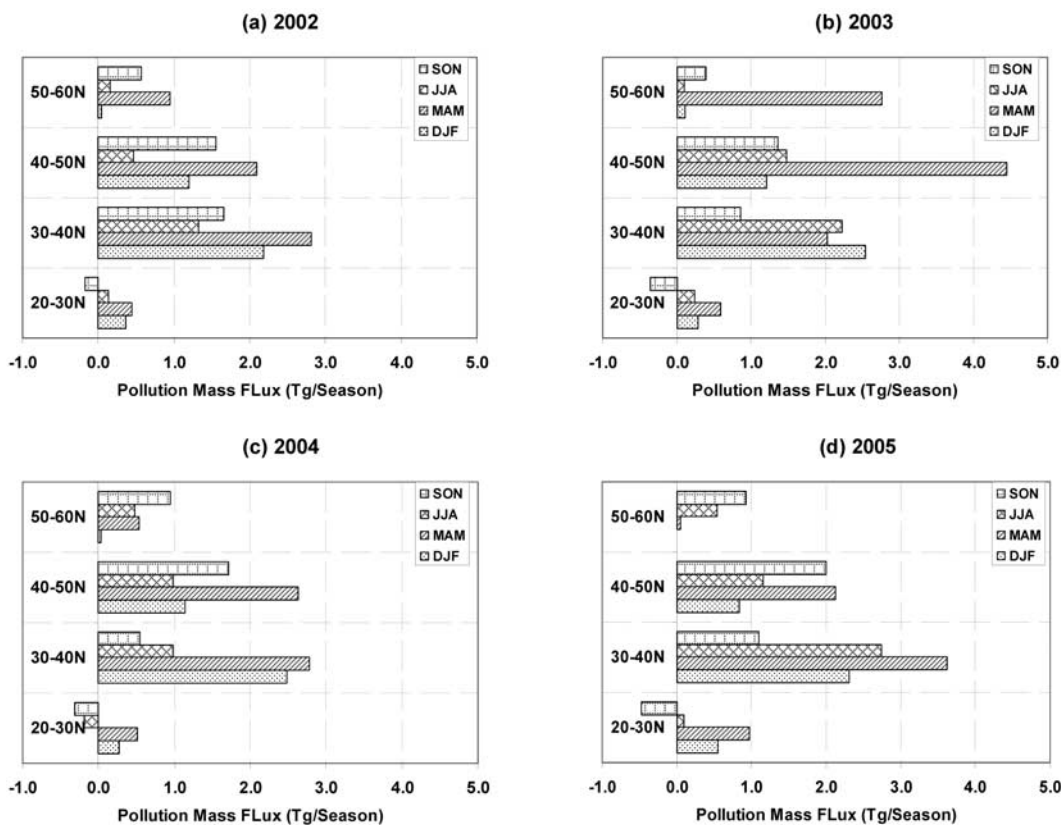 (a) 2002
50-60N
40-50N
30-40N
20-30N
SON
JJA
MAM
DJF
-1.0 0.0 1.0 2.0 3.0 4.0 5.0
Pollution Mass FLux (Tg/Season)
(b) 2003
50-60N
40-50N
30-40N
20-30N
SON
JJA
MAM
DJF
-1.0 0.0 1.0 2.0 3.0 4.0 5.0
Pollution Mass FLux (Tg/Season)
(c) 2004
50-60N
40-50N
30-40N
20-30N
SON
JJA
MAM
DJF
-1.0 0.0 1.0 2.0 3.0 4.0 5.0
Pollution Mass FLux (Tg/Season)
(d) 2005
50-60N
40-50N
30-40N
20-30N
SON
JJA
MAM
DJF
-1.0 0.0 1.0 2.0 3.0 4.0 5.0
Pollution Mass FLux (Tg/Season)